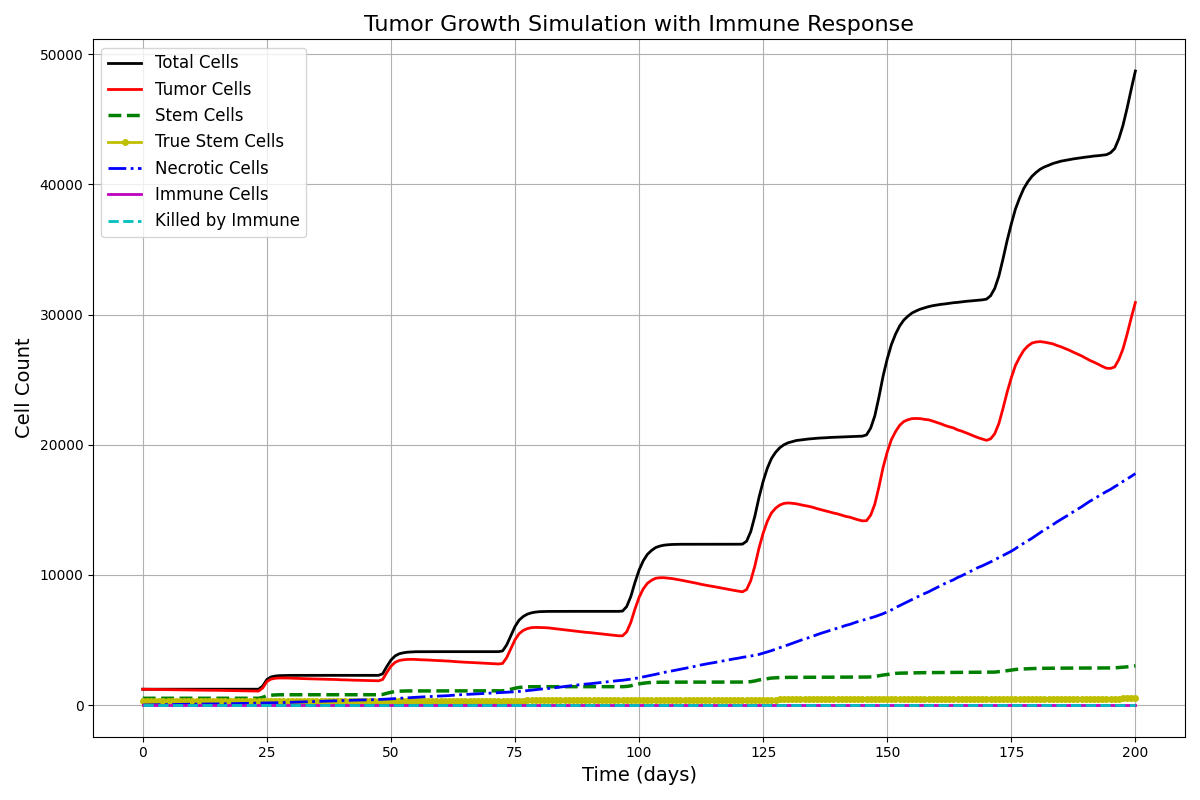 Tumor Growth Simulation with Immune Response
50000
40000
30000
20000
10000
0
Cell Count
Total Cells
Tumor Cells
Stem Cells
True Stem Cells
Necrotic Cells
Immune Cells
Killed by Immune
0 25 50 75 100 125 150 175 200
Time (days)